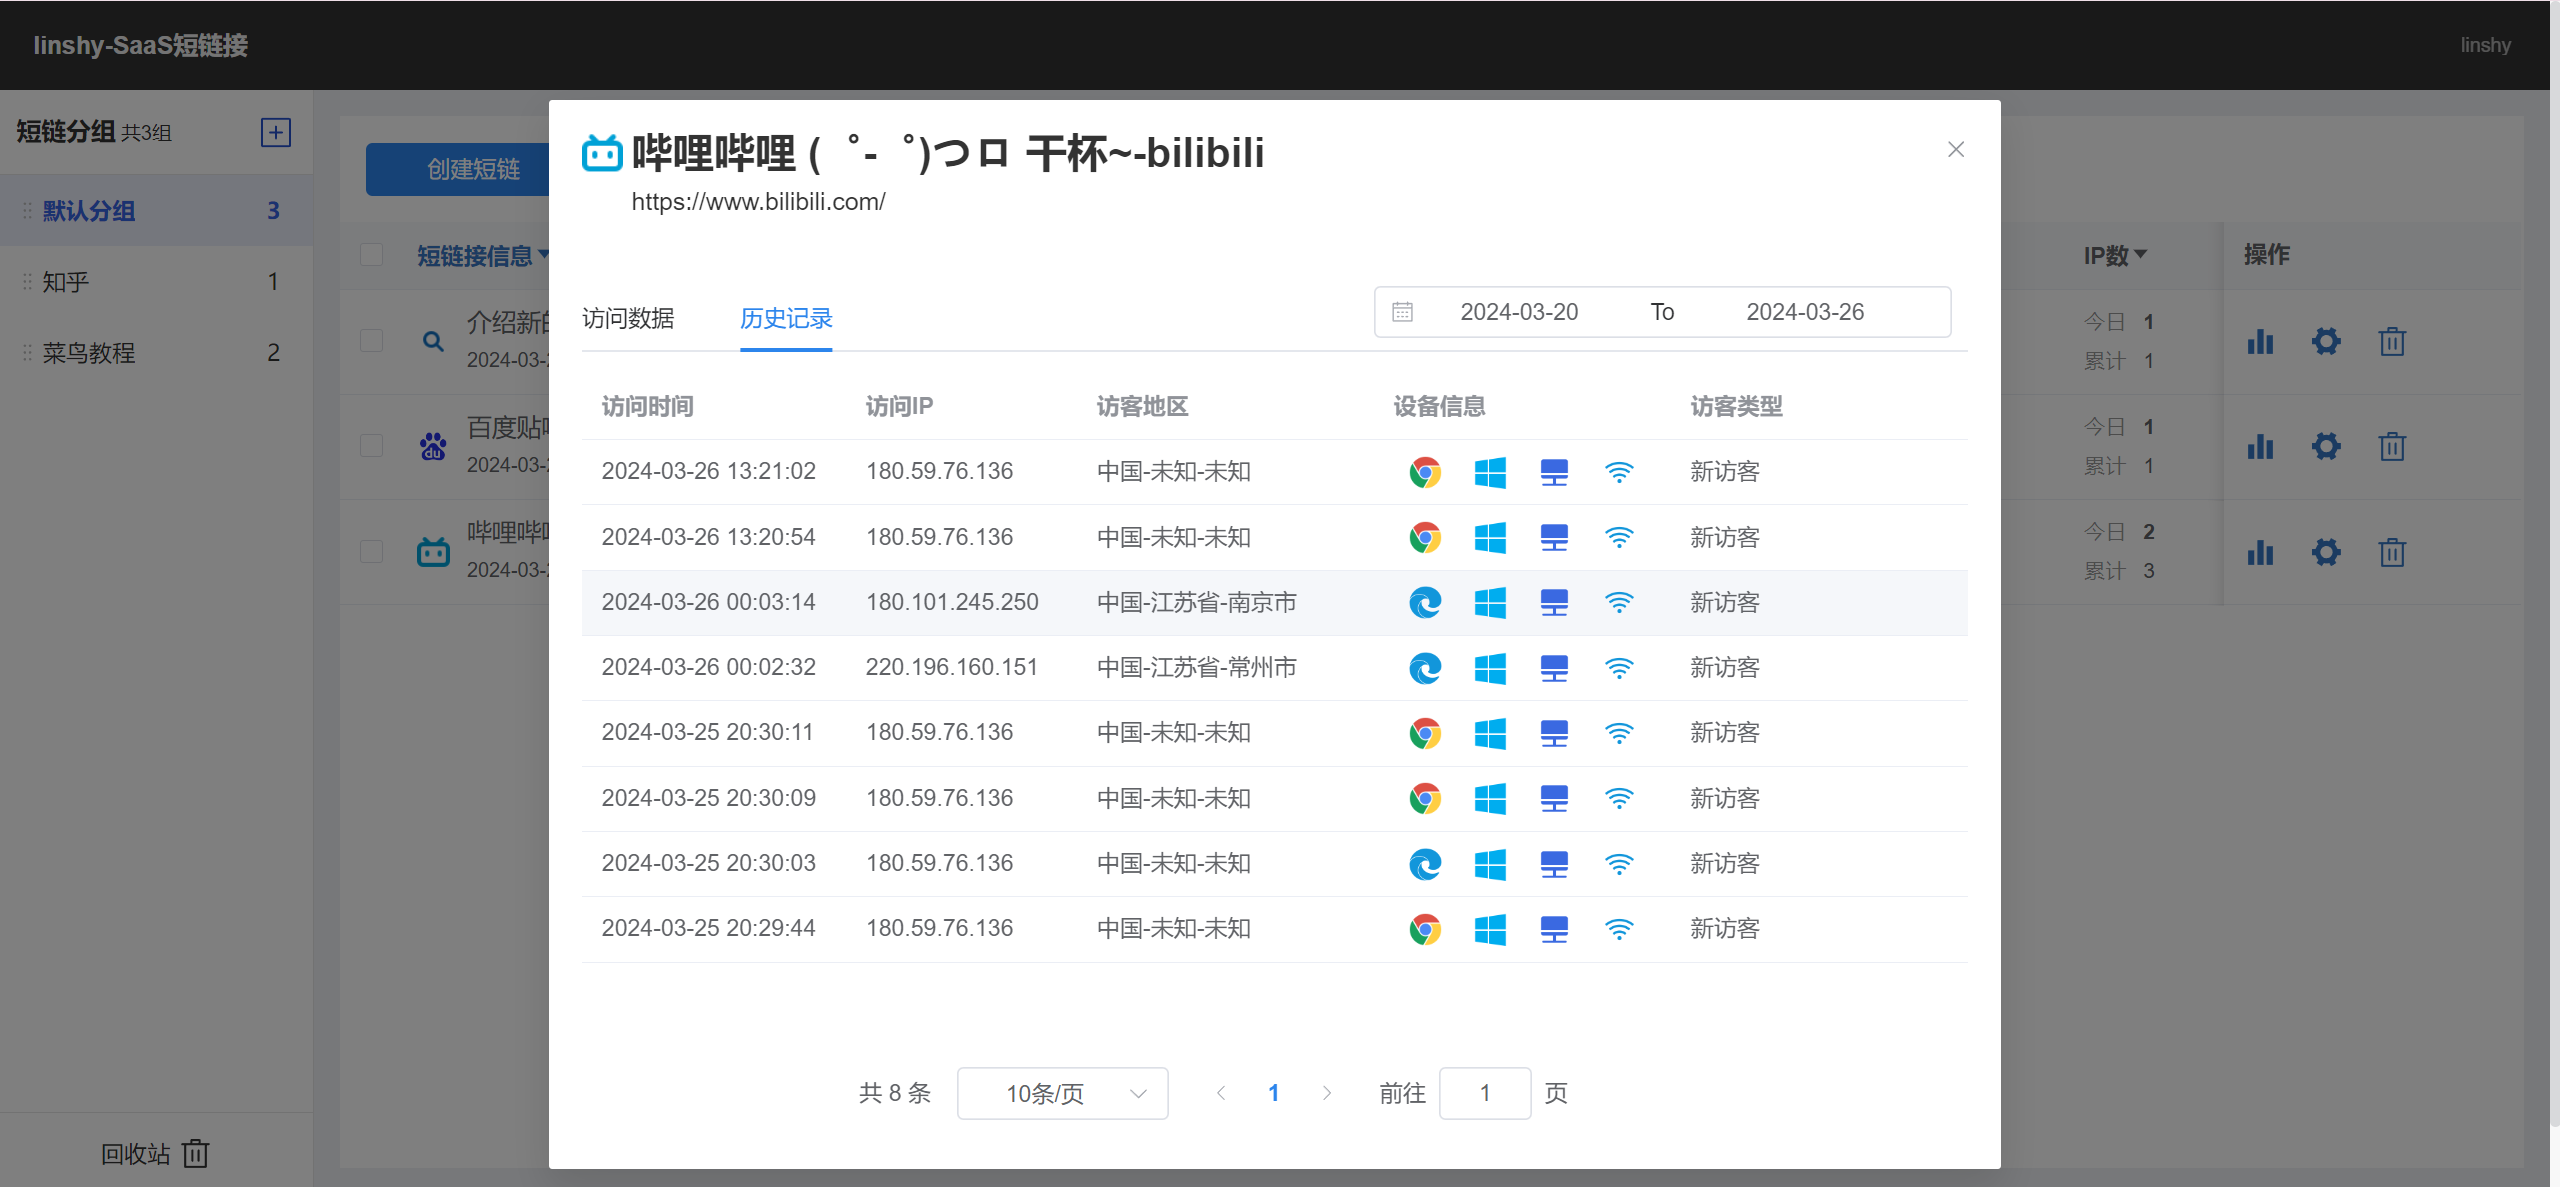 linshy-SaaS短链接
linshy
短链分组 共3组
默认分组 3
知乎 1
菜鸟教程 2
回收站
创建短链
短链接信息
IP数
操作
介绍新的
2024-03-
今日 1
累计 1
百度贴
2024-03-
今日 1
累计 1
哔哩哔
2024-03-
今日 2
累计 3
哔哩哔哩 (゜-゜)つロ 干杯~-bilibili
https://www.bilibili.com/
访问数据
历史记录
2024-03-20 To 2024-03-26
访问时间 访问IP 访客地区 设备信息 访客类型
2024-03-26 13:21:02 180.59.76.136 中国-未知-未知 新访客
2024-03-26 13:20:54 180.59.76.136 中国-未知-未知 新访客
2024-03-26 00:03:14 180.101.245.250 中国-江苏省-南京市 新访客
2024-03-26 00:02:32 220.196.160.151 中国-江苏省-常州市 新访客
2024-03-25 20:30:11 180.59.76.136 中国-未知-未知 新访客
2024-03-25 20:30:09 180.59.76.136 中国-未知-未知 新访客
2024-03-25 20:30:03 180.59.76.136 中国-未知-未知 新访客
2024-03-25 20:29:44 180.59.76.136 中国-未知-未知 新访客
共 8 条 10条/页 1 前往 1 页